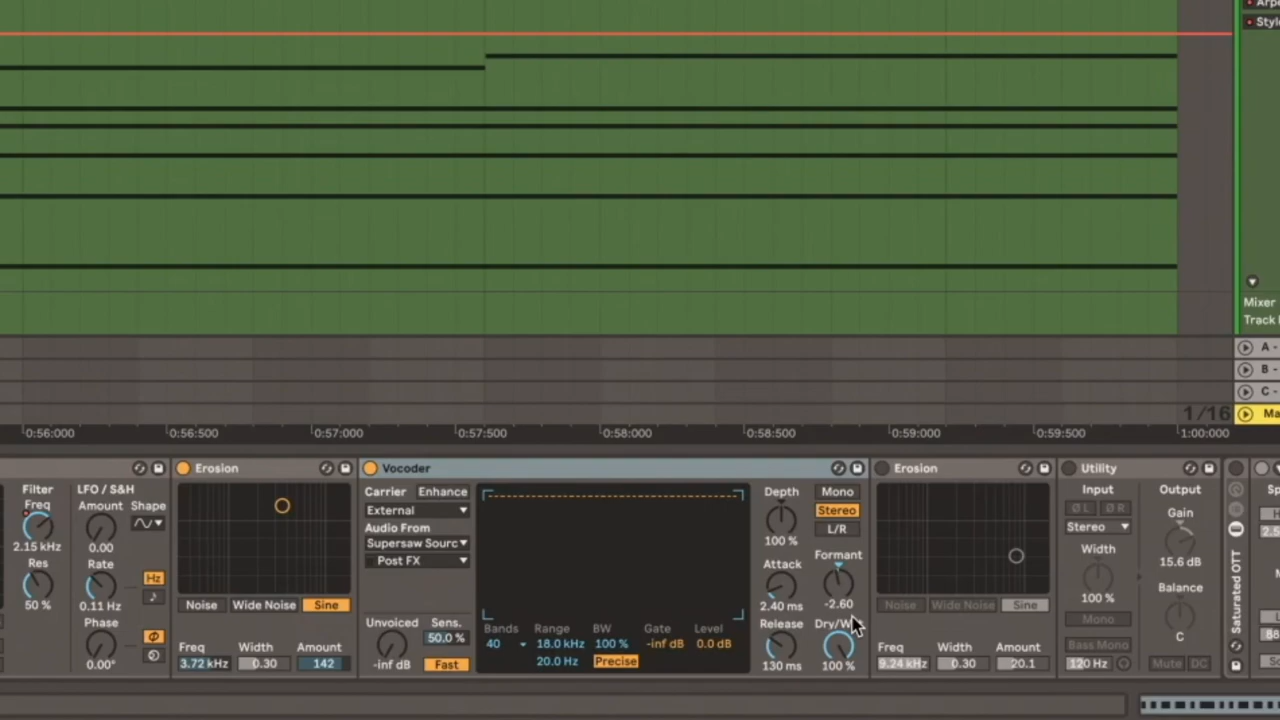 Mixer
A -
B -
C -
1/16
Ma
0:56:000 0:56:500 0:57:000 0:57:500 0:58:000 0:58:500 0:59:000 0:59:500 1:00:000
Erosion Vocoder Erosion Utility
Filter
Freq
2.15 kHz
Res
50 %
LFO / S&H
Amount Shape
0.00
Rate
0.11 Hz
Hz
Phase
0.00°
Noise Wide Noise Sine
Freq Width Amount
3.72 kHz 0.30 142
Carrier Enhance
External
Audio From
Supersaw Sourc
Post FX
Unvoiced Sens.
50.0 %
-inf dB Fast
Bands Range BW Gate Level
40 18.0 kHz 100 % -inf dB 0.0 dB
20.0 Hz Precise
Depth
100 %
Attack
2.40 ms
Release
130 ms
Mono
Stereo
L/R
Formant
-2.60
Dry/W
100 %
Noise Wide Noise Sine
Freq Width Amount
9.24 kHz 0.30 20.1
Input Output
Ø L Ø R
Stereo
Width
100 %
Mono
Bass Mono
120 Hz
Gain
15.6 dB
Balance
C
Mute DC
Saturated OTT